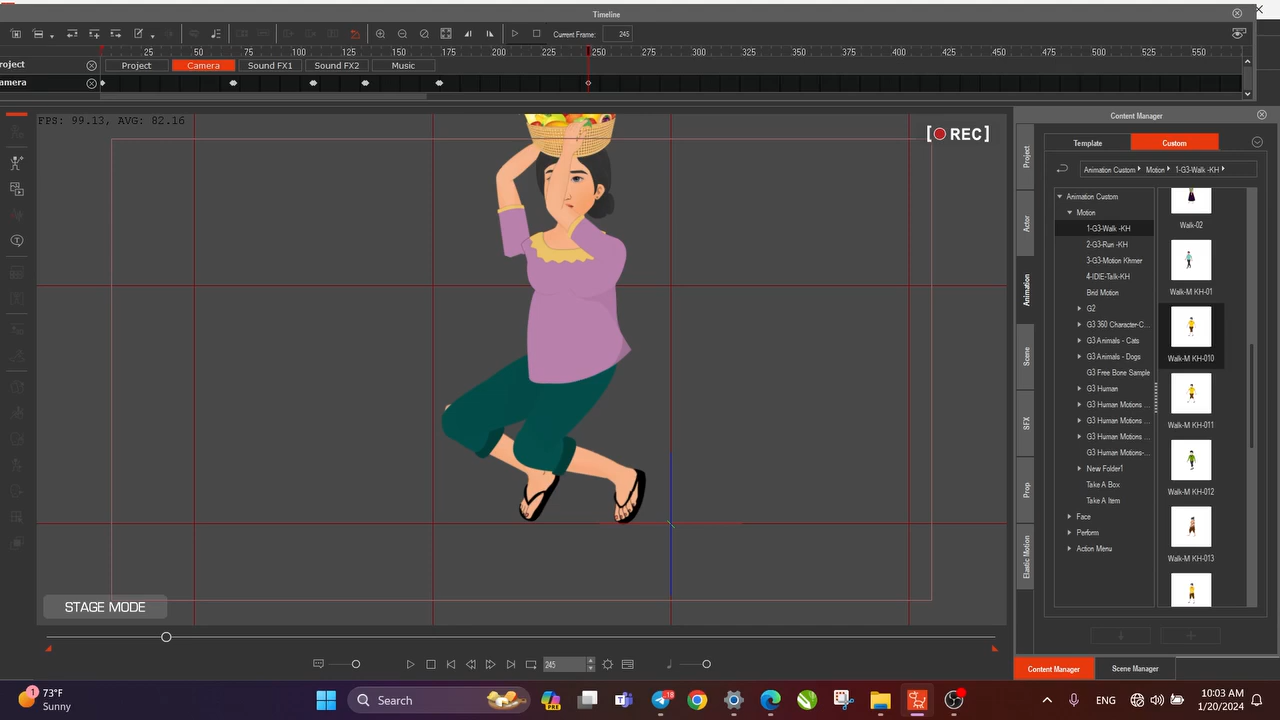 Timeline
Current Frame: 245
25 50 75 100 125 150 175 200 225 250 275 300 325 350 375 400 425 450 475 500 525 550
roject Project Camera Sound FX1 Sound FX2 Music
amera
FPS: 99.13, AVG: 82.16
[ REC]
STAGE MODE
245
Content Manager
Template Custom
Animation Custom Motion 1-G3-Walk -KH
Project
Actor
Animation
Scene
SFX
Prop
Elastic Motion
Animation Custom
Motion
1-G3-Walk -KH
2-G3-Run -KH
3-G3-Motion Khmer
4-IDIE-Talk-KH
Brid Motion
G2
G3 360 Character-C...
G3 Animals - Cats
G3 Animals - Dogs
G3 Free Bone Sample
G3 Human
G3 Human Motions ...
G3 Human Motions ...
G3 Human Motions ...
G3 Human Motions-...
New Folder1
Take A Box
Take A Item
Face
Perform
Action Menu
Walk-02
Walk-M KH-01
Walk-M KH-010
Walk-M KH-011
Walk-M KH-012
Walk-M KH-013
Content Manager Scene Manager
1
73°F
Sunny
Search
PRE
ENG
10:03 AM
1/20/2024